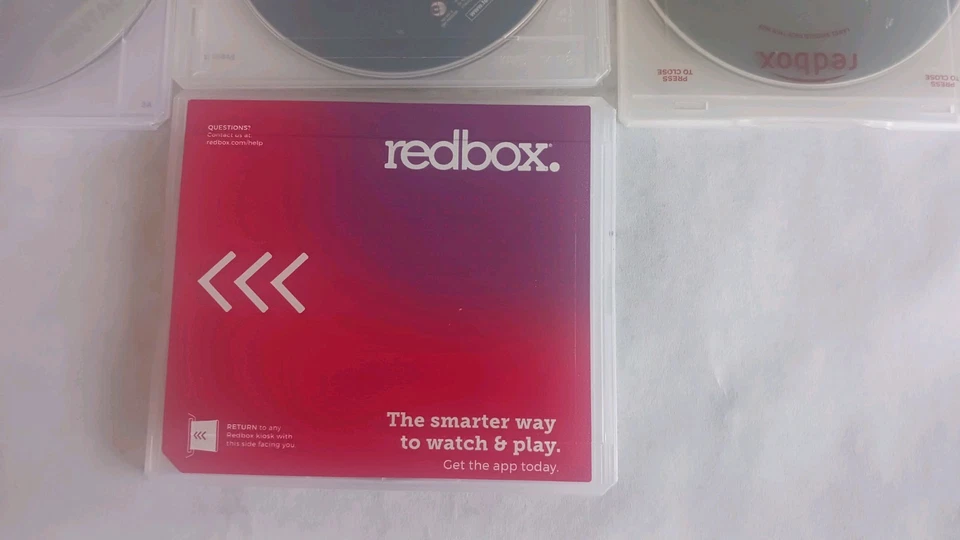 redbox
PRESS
TO CLOSE
PRESS
TO CLOSE
QUESTIONS?
Contact us at:
redbox.com/help
redbox.
The smarter way
to watch & play.
Get the app today.
RETURN to any
Redbox kiosk with
this side facing you.